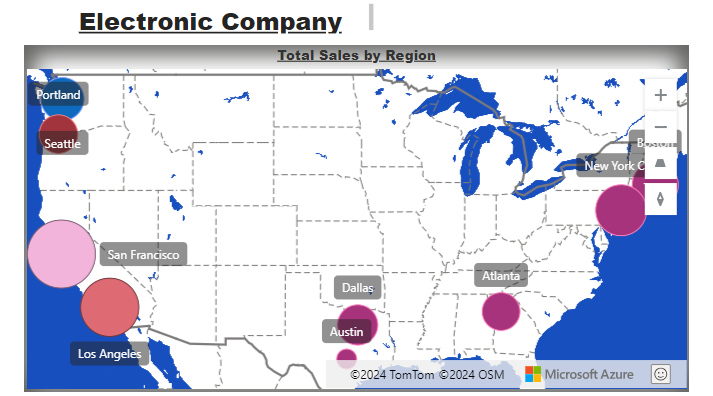 Electronic Company
Total Sales by Region
Portland
Seattle
Boston
New York C
San Francisco
Atlanta
Dallas
Austin
Los Angeles
©2024 TomTom ©2024 OSM
Microsoft Azure